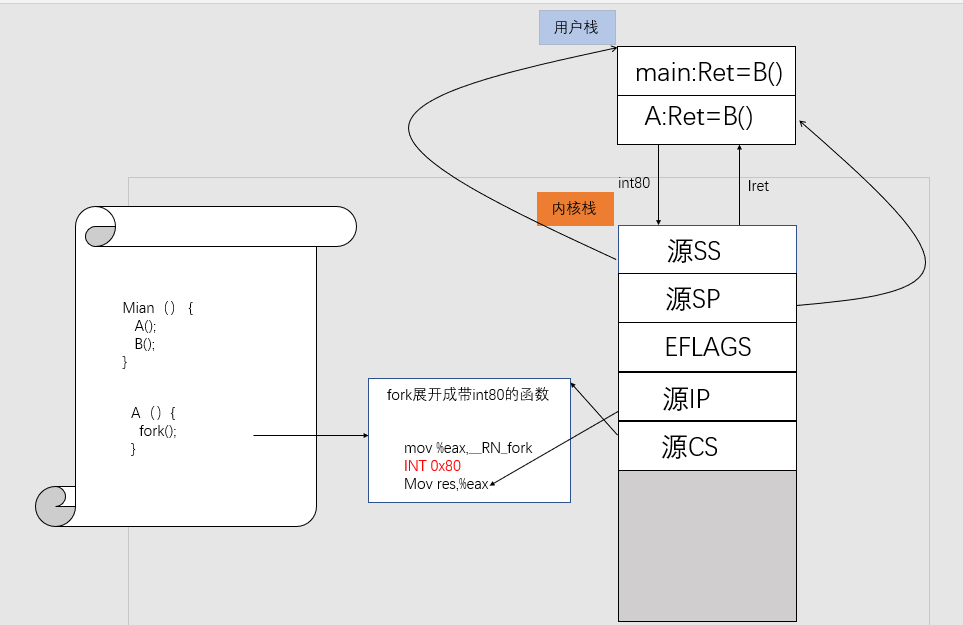 用户栈
main:Ret=B()
A:Ret=B()
int80
Iret
内核栈
源SS
源SP
EFLAGS
源IP
源CS
Mian（）{
A();
B();
}
A（）{
fork();
}
fork展开成带int80的函数
mov %eax,__RN_fork
INT 0x80
Mov res,%eax